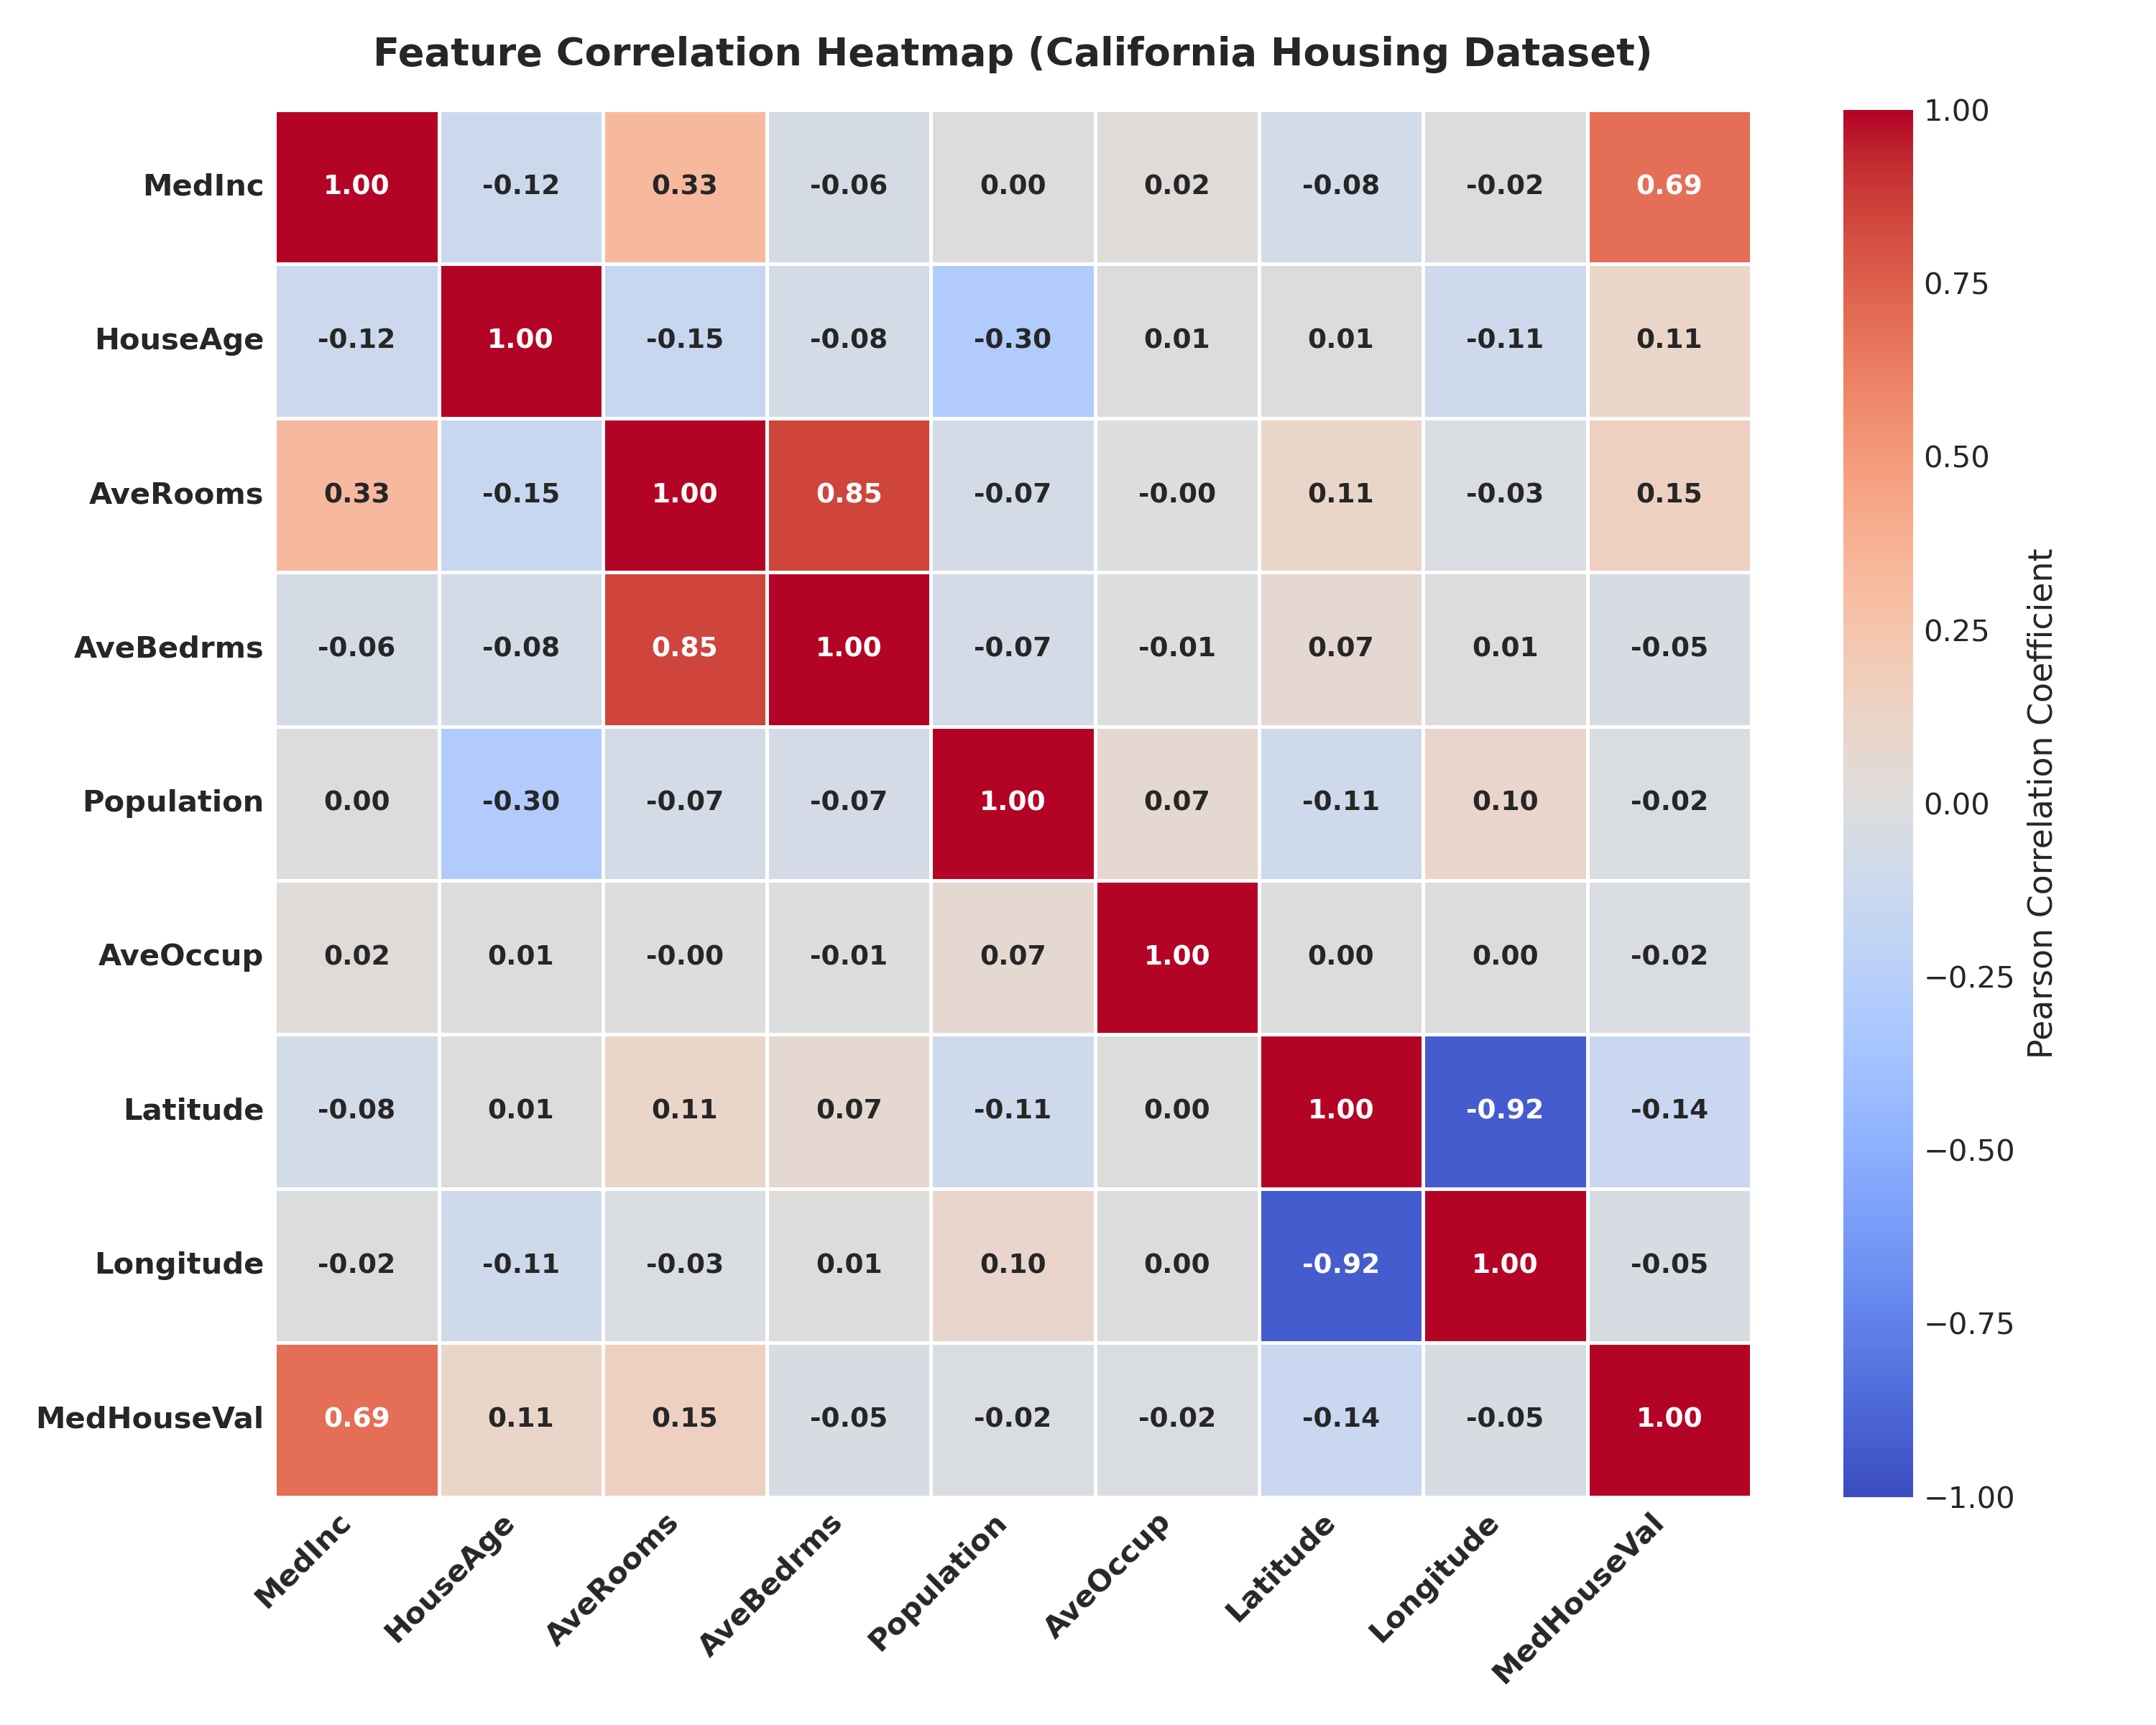 Feature Correlation Heatmap (California Housing Dataset)
MedInc 1.00 -0.12 0.33 -0.06 0.00 0.02 -0.08 -0.02 0.69
HouseAge -0.12 1.00 -0.15 -0.08 -0.30 0.01 0.01 -0.11 0.11
AveRooms 0.33 -0.15 1.00 0.85 -0.07 -0.00 0.11 -0.03 0.15
AveBedrms -0.06 -0.08 0.85 1.00 -0.07 -0.01 0.07 0.01 -0.05
Population 0.00 -0.30 -0.07 -0.07 1.00 0.07 -0.11 0.10 -0.02
AveOccup 0.02 0.01 -0.00 -0.01 0.07 1.00 0.00 0.00 -0.02
Latitude -0.08 0.01 0.11 0.07 -0.11 0.00 1.00 -0.92 -0.14
Longitude -0.02 -0.11 -0.03 0.01 0.10 0.00 -0.92 1.00 -0.05
MedHouseVal 0.69 0.11 0.15 -0.05 -0.02 -0.02 -0.14 -0.05 1.00
MedInc HouseAge AveRooms AveBedrms Population AveOccup Latitude Longitude MedHouseVal
1.00
0.75
0.50
0.25
0.00
−0.25
−0.50
−0.75
−1.00
Pearson Correlation Coefficient